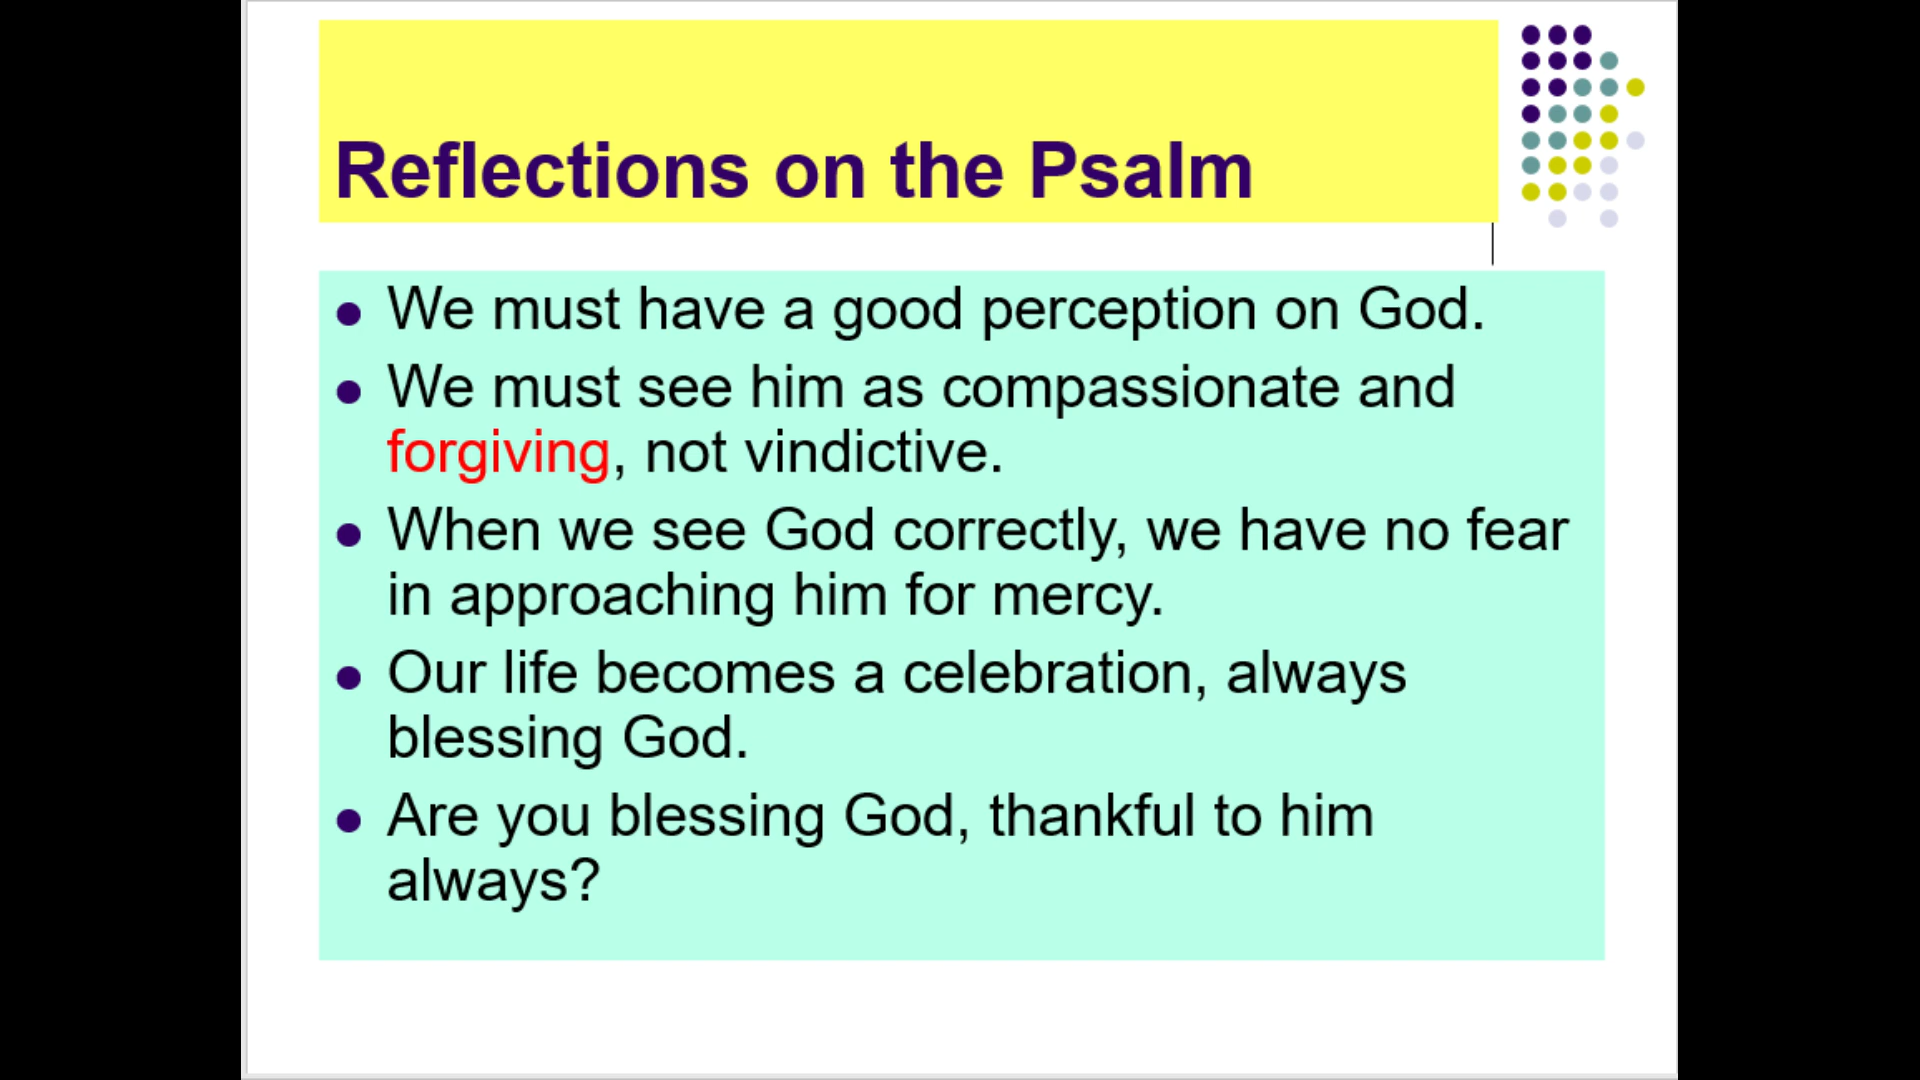 Reflections on the Psalm
● We must have a good perception on God.
● We must see him as compassionate and
forgiving, not vindictive.
● When we see God correctly, we have no fear
in approaching him for mercy.
● Our life becomes a celebration, always
blessing God.
● Are you blessing God, thankful to him
always?